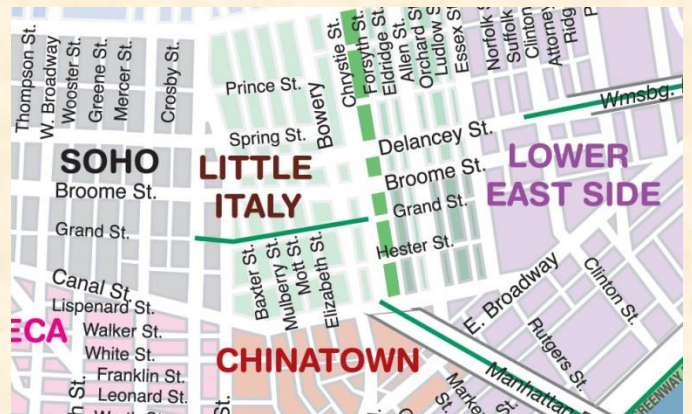 Thompson St.
W. Broadway
Wooster St.
Greene St.
Mercer St.
Crosby St.
Prince St.
Spring St.
Bowery
Chrystie St.
Forsyth St.
Eldridge St.
Allen St.
Orchard St.
Ludlow St.
Essex St.
Norfolk St.
Suffolk
Clinton
Attorney
Ridg
P
Wmsbg.
Delancey St.
SOHO
LITTLE
ITALY
LOWER
EAST SIDE
Broome St.
Broome St.
Grand St.
Grand St.
Hester St.
Baxter St.
Mulberry St.
Mott St.
Elizabeth St.
Canal St
Lispenard St.
ECA
Walker St.
White St.
Franklin St.
Leonard St.
CHINATOWN
E. Broadway
Clinton St.
Rutgers St.
Manhattan
Market
St.
St.
GREENWAY